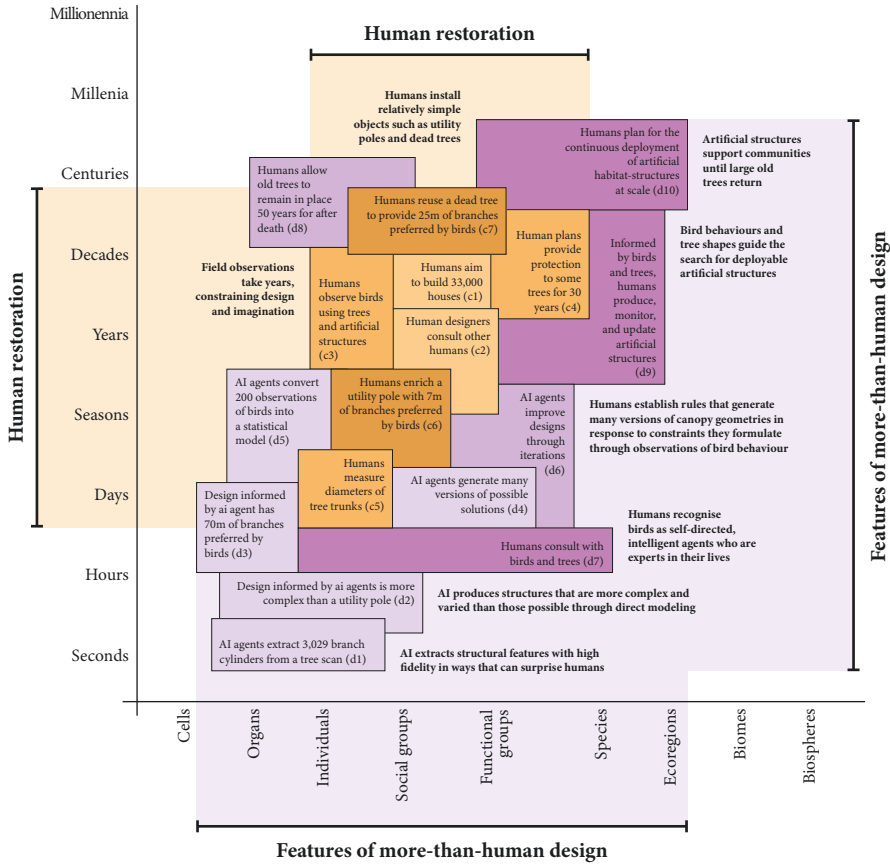 Millionennia
Human restoration
Millenia
Humans install
relatively simple
objects such as utility
poles and dead trees
Humans plan for the
continuous deployment
of artificial
habitat-structures
at scale (d10)
Artificial structures
support communities
until large old
trees return
Centuries
Humans allow
old trees to
remain in place
50 years for after
death (d8)
Humans reuse a dead tree
to provide 25m of branches
preferred by birds (c7)
Human plans
provide
protection
to some
trees for 30
years (c4)
Informed
by birds
and trees,
humans
produce,
monitor,
and update
artificial
structures
(d9)
Bird behaviours and
tree shapes guide the
search for deployable
artificial structures
Decades
Field observations
take years,
constraining design
and imagination
Humans
observe birds
using trees
and artificial
structures
(c3)
Humans aim
to build 33,000
houses (c1)
Years
Human designers
consult other
humans (c2)
AI agents convert
200 observations
of birds into
a statistical
model (d5)
Humans enrich a
utility pole with 7m
of branches preferred
by birds (c6)
AI agents
improve
designs
through
iterations
(d6)
Humans establish rules that generate
many versions of canopy geometries in
response to constraints they formulate
through observations of bird behaviour
Seasons
Humans
measure
diameters of
tree trunks (c5)
AI agents generate many
versions of possible
solutions (d4)
Days
Design informed
by ai agent has
70m of branches
preferred by
birds (d3)
Humans consult with
birds and trees (d7)
Humans recognise
birds as self-directed,
intelligent agents who are
experts in their lives
Hours
Design informed by ai agents is more
complex than a utility pole (d2)
AI produces structures that are more complex and
varied than those possible through direct modeling
Seconds
AI agents extract 3,029 branch
cylinders from a tree scan (d1)
AI extracts structural features with high
fidelity in ways that can surprise humans
Human restoration
Features of more-than-human design
Cells
Organs
Individuals
Social groups
Functional
groups
Species
Ecoregions
Biomes
Biospheres
Features of more-than-human design